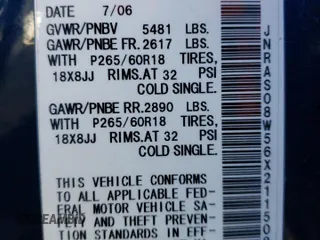 DATE 7/06
GVWR/PNBV 5481 LBS.
GAWR/PNBE FR. 2617 LBS.
WITH P265/60R18 TIRES,
18X8JJ RIMS. AT 32 PSI
COLD SINGLE.
GAWR/PNBE RR. 2890 LBS.
WITH P265/60R18 TIRES,
18X8JJ RIMS. AT 32 PSI
COLD SINGLE.
THIS VEHICLE CONFORMS
TO ALL APPLICABLE FED-
ERAL MOTOR VEHICLE SA-
FETY AND THEFT PREVEN-
TION STANDARDS IN EFF-
JNRAS08W56X2115